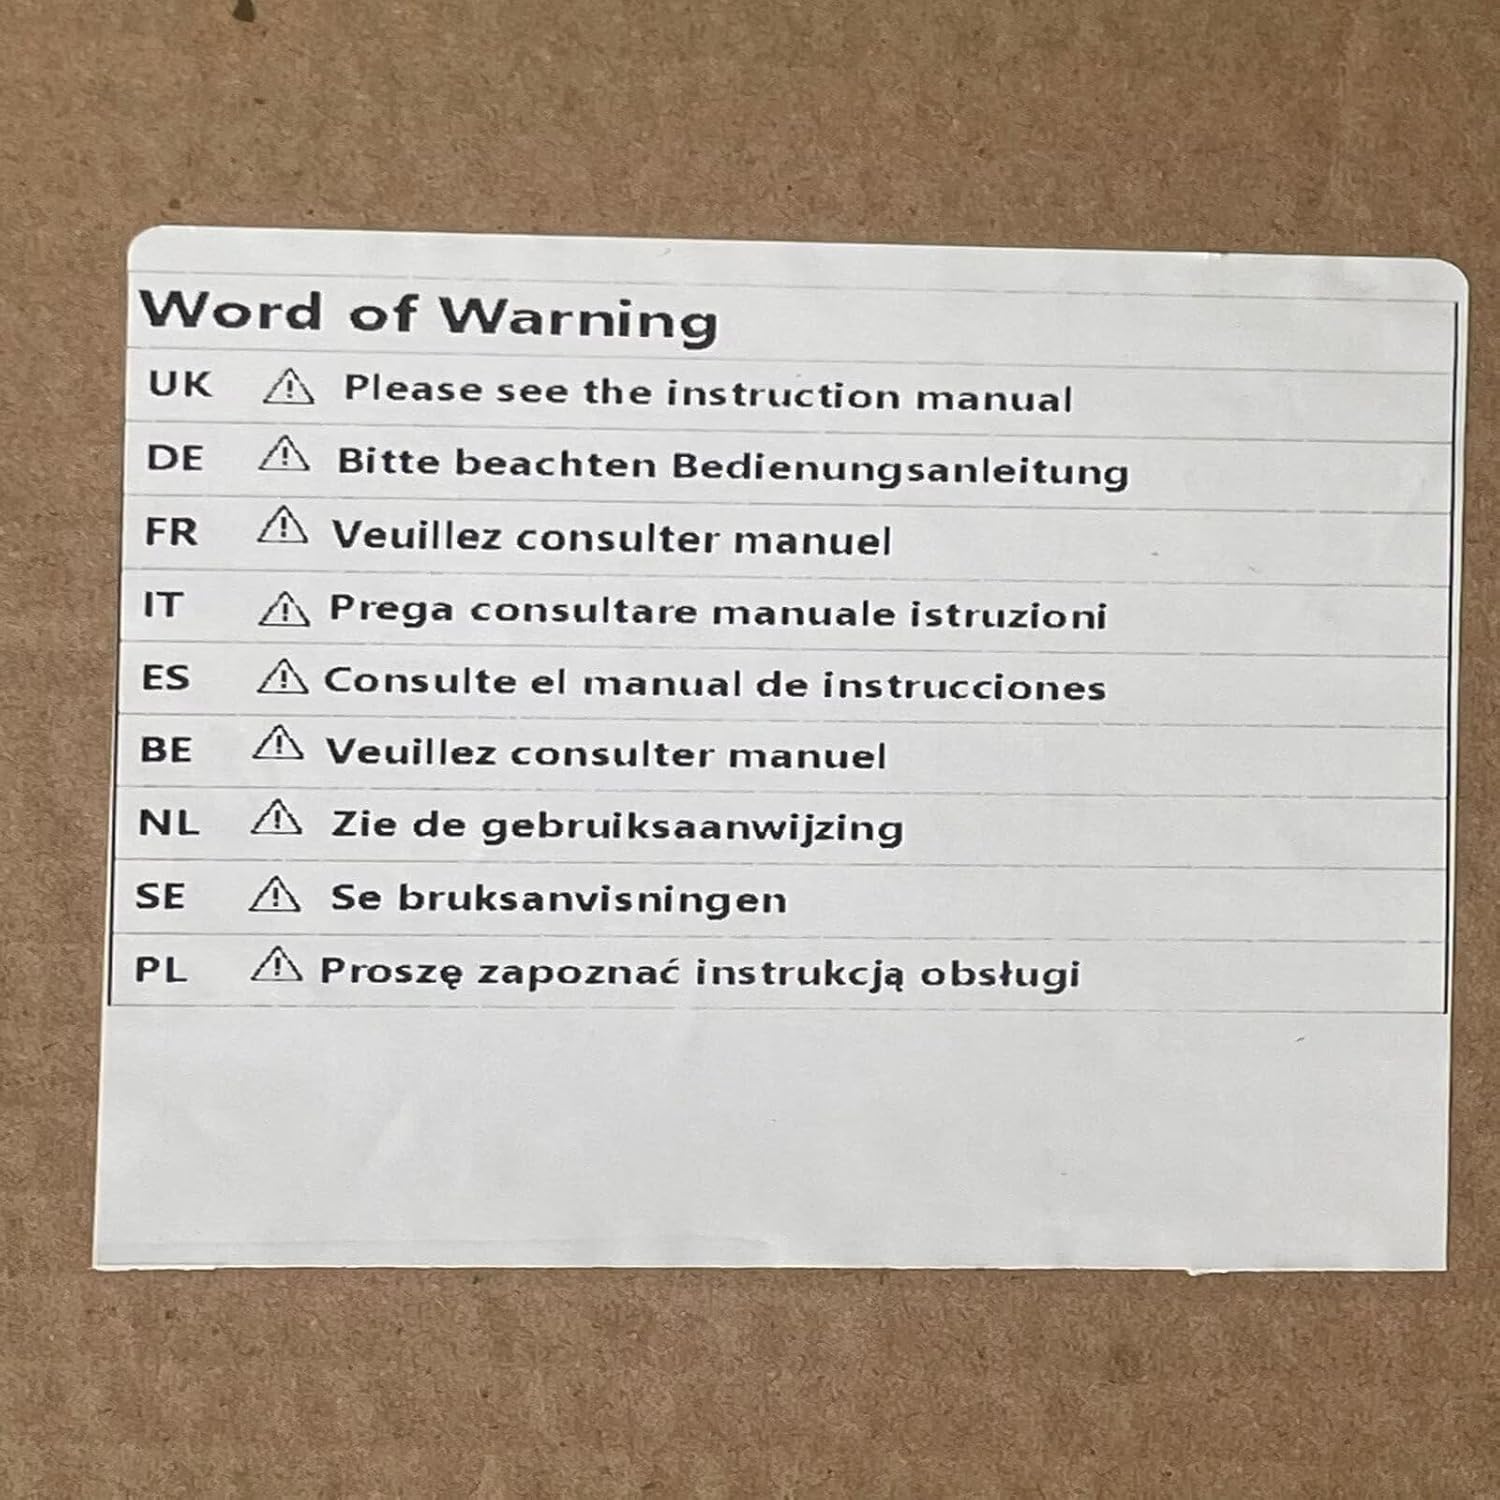 Word of Warning
UK ⚠ Please see the instruction manual
DE ⚠ Bitte beachten Bedienungsanleitung
FR ⚠ Veuillez consulter manuel
IT ⚠ Prega consultare manuale istruzioni
ES ⚠ Consulte el manual de instrucciones
BE ⚠ Veuillez consulter manuel
NL ⚠ Zie de gebruiksaanwijzing
SE ⚠ Se bruksanvisningen
PL ⚠ Proszę zapoznać instrukcją obsługi